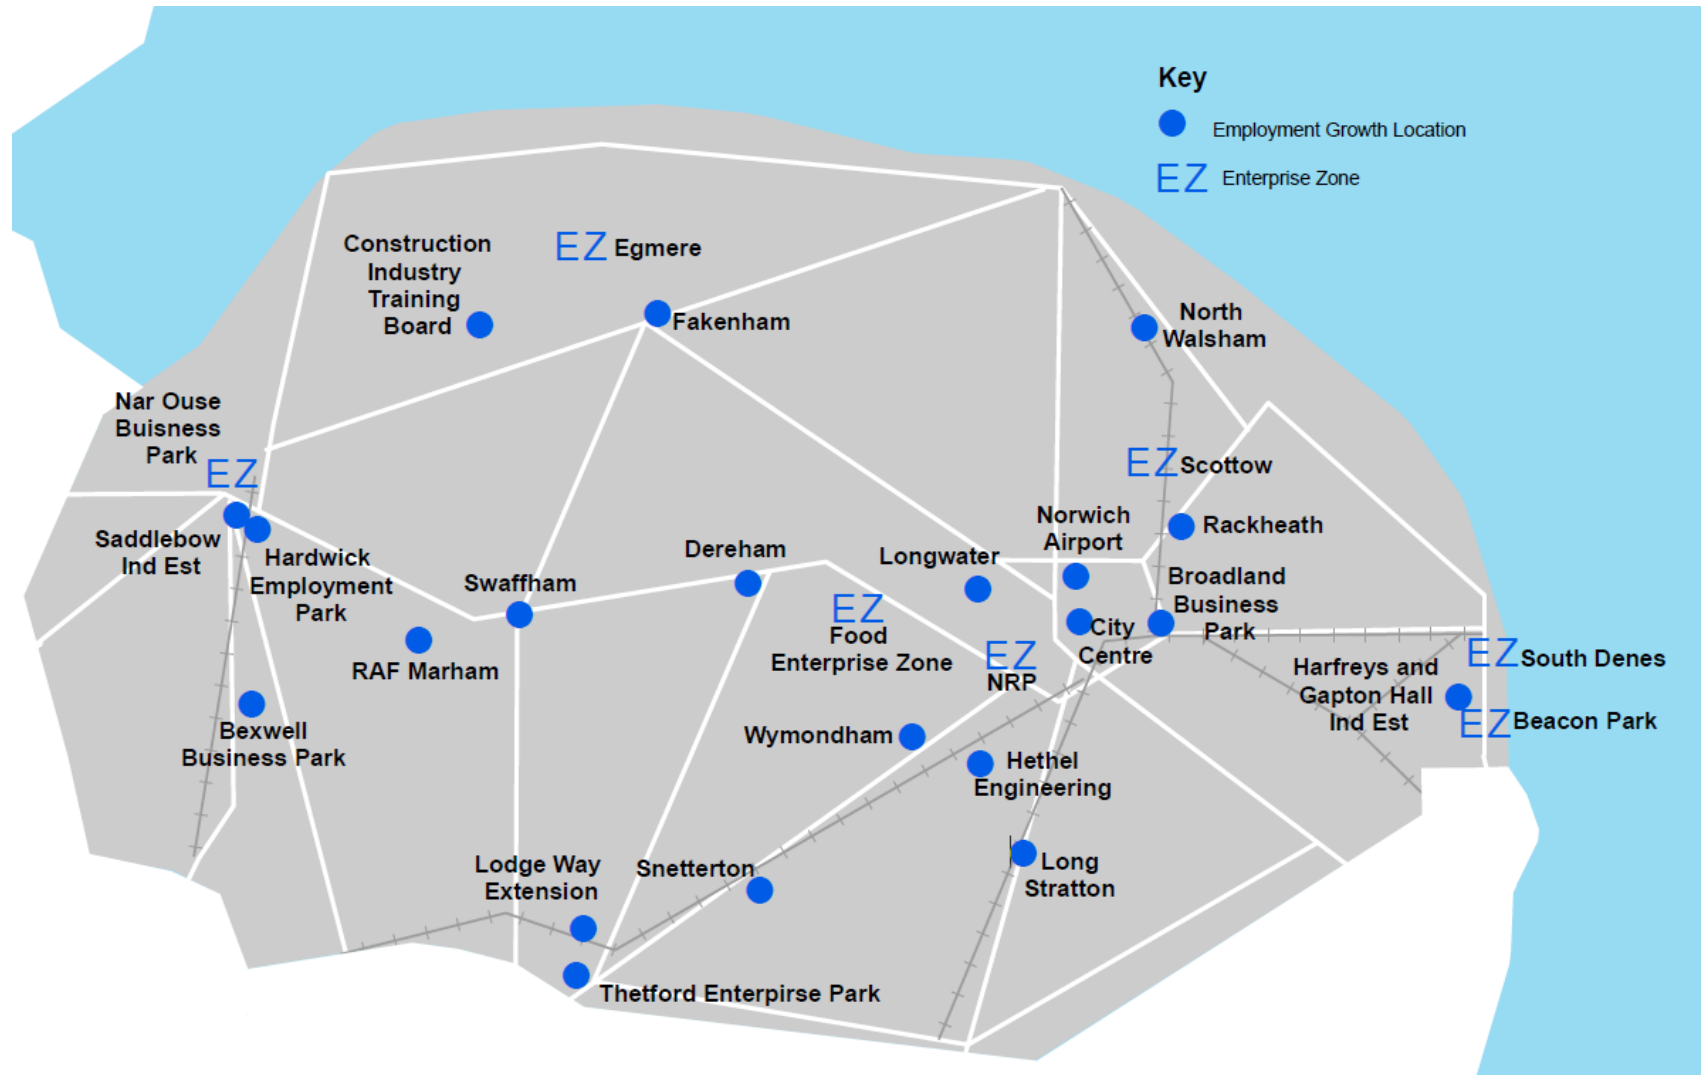 Key
Employment Growth Location
EZ Enterprise Zone
Construction
Industry
Training
Board
EZ Egmere
Fakenham
North
Walsham
Nar Ouse
Buisness
Park
EZ
EZ Scottow
Saddlebow
Ind Est
Hardwick
Employment
Park
Swaffham
Dereham
Longwater
Norwich
Airport
Rackheath
Broadland
Business
Park
City
Centre
RAF Marham
EZ
Food
Enterprise Zone
EZ
NRP
Harfreys and
Gapton Hall
Ind Est
EZ South Denes
EZ Beacon Park
Bexwell
Business Park
Wymondham
Hethel
Engineering
Lodge Way
Extension
Snetterton
Long
Stratton
Thetford Enterpirse Park